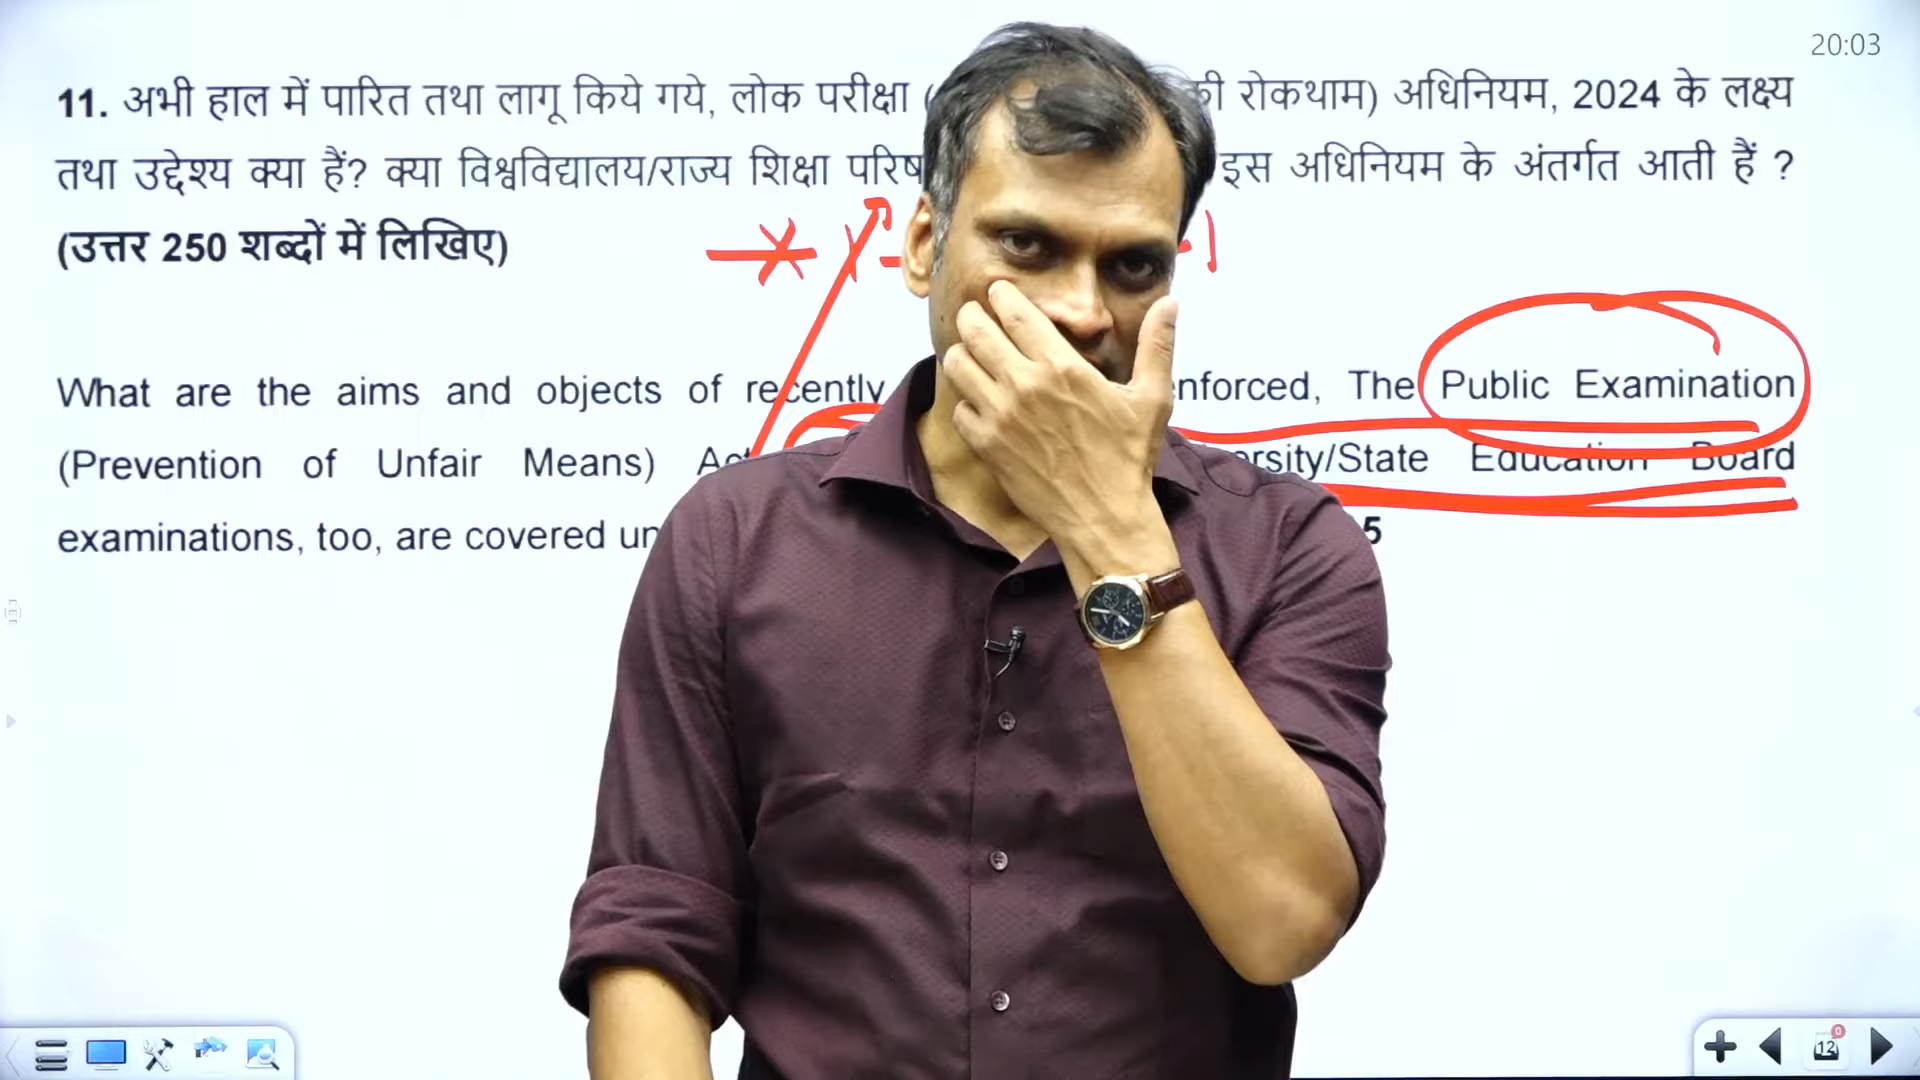 20:03
11. अभी हाल में पारित तथा लागू किये गये, लोक परीक्षा ( की रोकथाम) अधिनियम, 2024 के लक्ष्य
तथा उद्देश्य क्या हैं? क्या विश्वविद्यालय/राज्य शिक्षा इस अधिनियम के अंतर्गत आती हैं ?
(उत्तर 250 शब्दों में लिखिए)
What are the aims and objects of recently enforced, The Public Examination
(Prevention of Unfair Means) /State Education Board
examinations, too, are covered 5
12
0